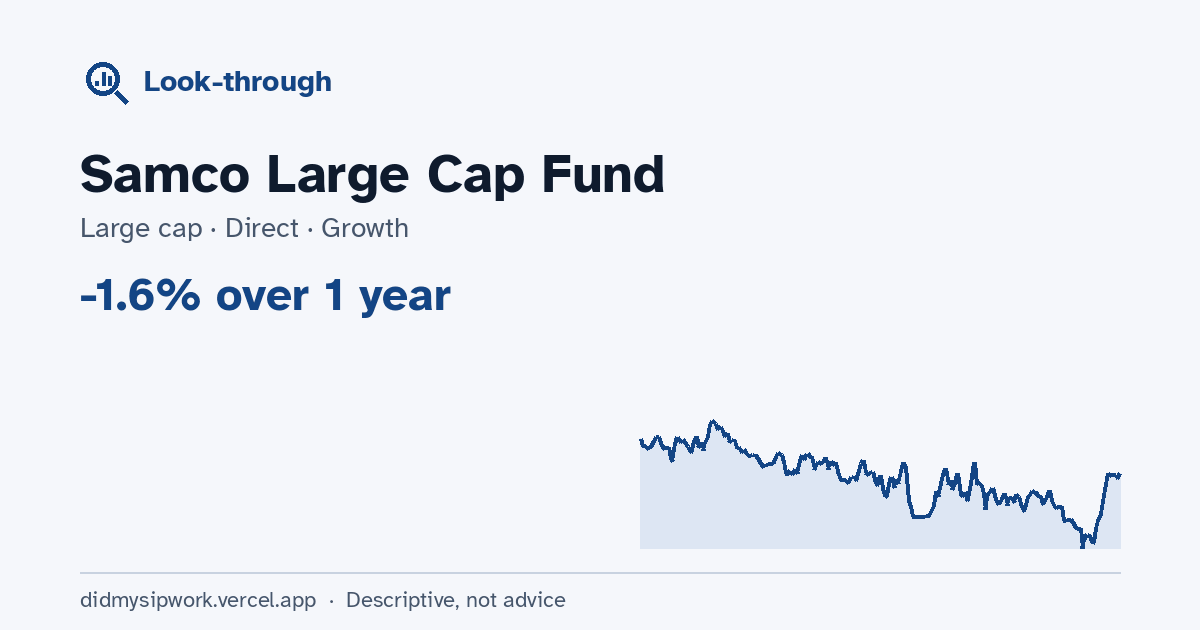 Look-through
Samco Large Cap Fund
Large cap · Direct · Growth
-1.6% over 1 year
didmysipwork.vercel.app · Descriptive, not advice